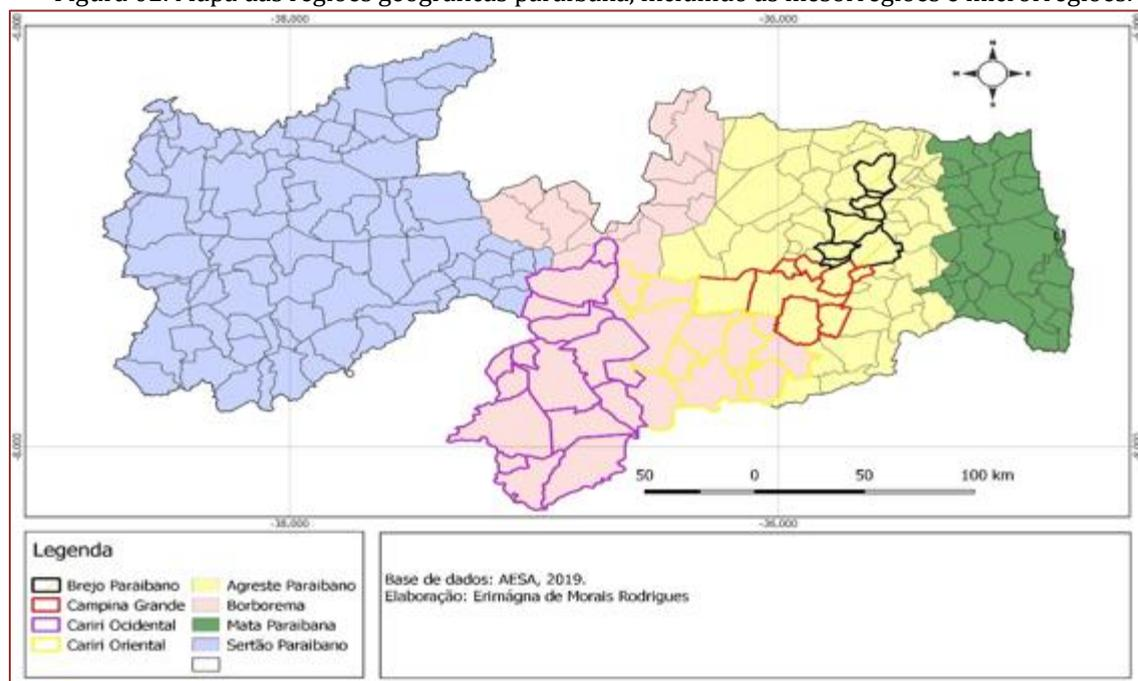 Figura 02. Mapa das regiões geográficas paraibana, incluindo as mesorregiões e microrregiões.
-38.000
-36.000
N
-8.000
50 0 50 100 km
-38.000
-36.000
Legenda
Brejo Paraibano
Campina Grande
Cariri Ocidental
Cariri Oriental
Agreste Paraibano
Borborema
Mata Paraibana
Sertão Paraibano
Base de dados: AESA, 2019.
Elaboração: Erimágna de Morais Rodrigues